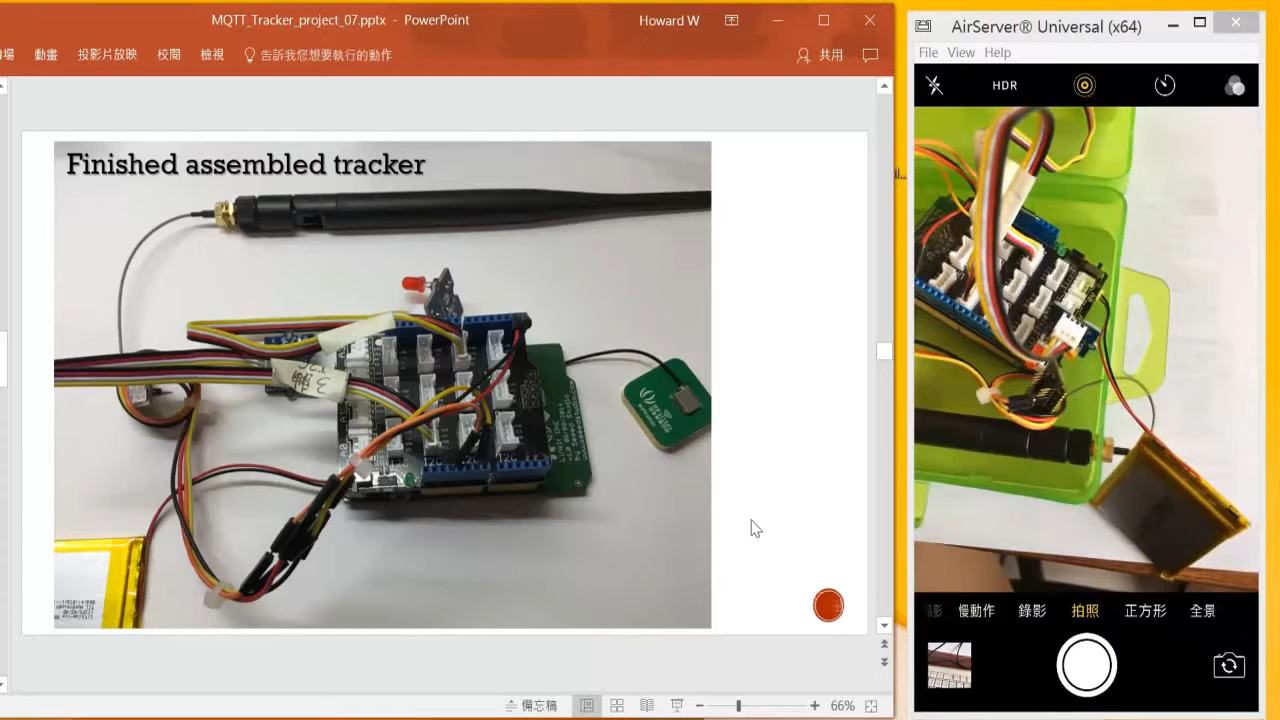 MQTT_Tracker_project_07.pptx - PowerPoint
Howard W
動畫 投影片放映 校閱 檢視 告訴我您想要執行的動作
共用
Finished assembled tracker
A0
I2C
備忘稿
66%
AirServer® Universal (x64)
File View Help
HDR
慢動作 錄影 拍照 正方形 全景